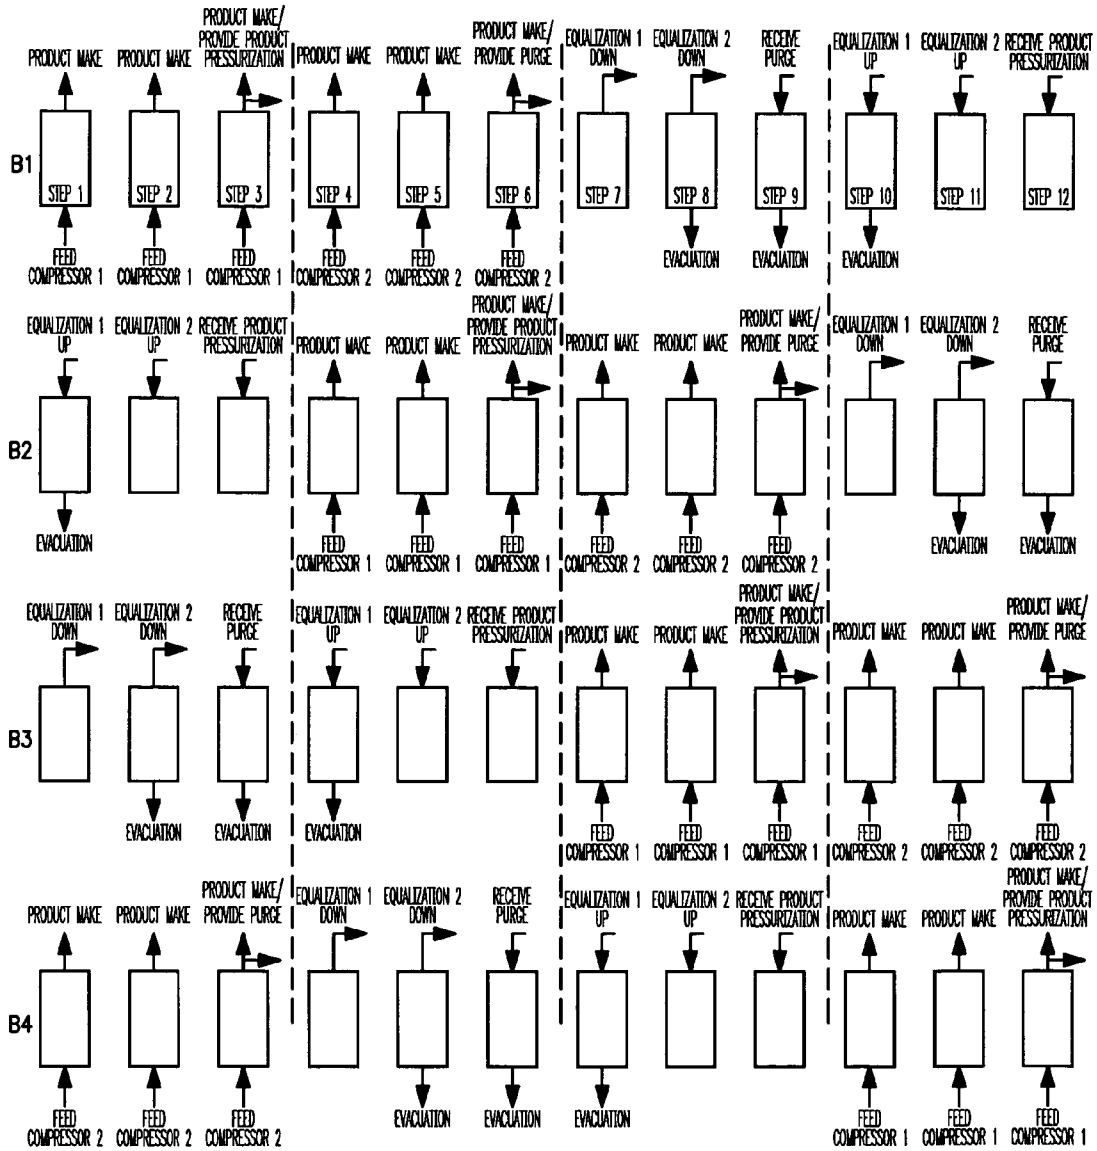 PRODUCT MAKE
PRODUCT MAKE
PRODUCT MAKE/
PROVIDE PRODUCT
PRESSURIZATION
PRODUCT MAKE
PRODUCT MAKE
PRODUCT MAKE/
PROVIDE PURGE
EQUALIZATION 1
DOWN
EQUALIZATION 2
DOWN
RECEIVE
PURGE
EQUALIZATION 1
UP
EQUALIZATION 2
UP
RECEIVE PRODUCT
PRESSURIZATION
B1
STEP 1
STEP 2
STEP 3
STEP 4
STEP 5
STEP 6
STEP 7
STEP 8
STEP 9
STEP 10
STEP 11
STEP 12
FEED
COMPRESSOR 1
FEED
COMPRESSOR 1
FEED
COMPRESSOR 1
FEED
COMPRESSOR 2
FEED
COMPRESSOR 2
FEED
COMPRESSOR 2
EVACUATION
EVACUATION
EVACUATION
EQUALIZATION 1
UP
EQUALIZATION 2
UP
RECEIVE PRODUCT
PRESSURIZATION
PRODUCT MAKE
PRODUCT MAKE
PRODUCT MAKE/
PROVIDE PRODUCT
PRESSURIZATION
PRODUCT MAKE
PRODUCT MAKE
PRODUCT MAKE/
PROVIDE PURGE
EQUALIZATION 1
DOWN
EQUALIZATION 2
DOWN
RECEIVE
PURGE
B2
EVACUATION
FEED
COMPRESSOR 1
FEED
COMPRESSOR 1
FEED
COMPRESSOR 1
FEED
COMPRESSOR 2
FEED
COMPRESSOR 2
FEED
COMPRESSOR 2
EVACUATION
EVACUATION
EQUALIZATION 1
DOWN
EQUALIZATION 2
DOWN
RECEIVE
PURGE
EQUALIZATION 1
UP
EQUALIZATION 2
UP
RECEIVE PRODUCT
PRESSURIZATION
PRODUCT MAKE
PRODUCT MAKE
PRODUCT MAKE/
PROVIDE PRODUCT
PRESSURIZATION
PRODUCT MAKE
PRODUCT MAKE
PRODUCT MAKE/
PROVIDE PURGE
B3
EVACUATION
EVACUATION
EVACUATION
FEED
COMPRESSOR 1
FEED
COMPRESSOR 1
FEED
COMPRESSOR 1
FEED
COMPRESSOR 2
FEED
COMPRESSOR 2
FEED
COMPRESSOR 2
PRODUCT MAKE
PRODUCT MAKE
PRODUCT MAKE/
PROVIDE PURGE
EQUALIZATION 1
DOWN
EQUALIZATION 2
DOWN
RECEIVE
PURGE
EQUALIZATION 1
UP
EQUALIZATION 2
UP
RECEIVE PRODUCT
PRESSURIZATION
PRODUCT MAKE
PRODUCT MAKE
PRODUCT MAKE/
PROVIDE PRODUCT
PRESSURIZATION
B4
FEED
COMPRESSOR 2
FEED
COMPRESSOR 2
FEED
COMPRESSOR 2
EVACUATION
EVACUATION
EVACUATION
FEED
COMPRESSOR 1
FEED
COMPRESSOR 1
FEED
COMPRESSOR 1